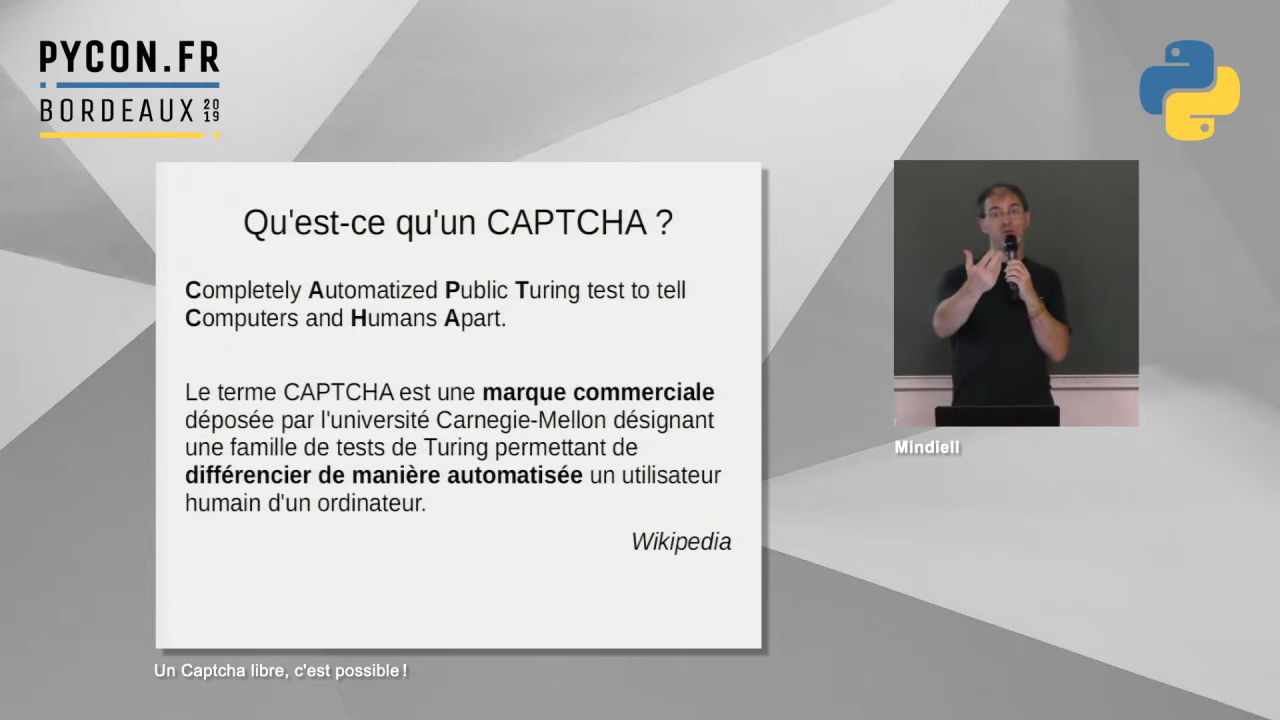 PYCON.FR
BORDEAUX 2019
Qu'est-ce qu'un CAPTCHA ?
Completely Automatized Public Turing test to tell
Computers and Humans Apart.
Le terme CAPTCHA est une marque commerciale
déposée par l'université Carnegie-Mellon désignant
une famille de tests de Turing permettant de
différencier de manière automatisée un utilisateur
humain d'un ordinateur.
Wikipedia
Mindiell
Un Captcha libre, c'est possible !